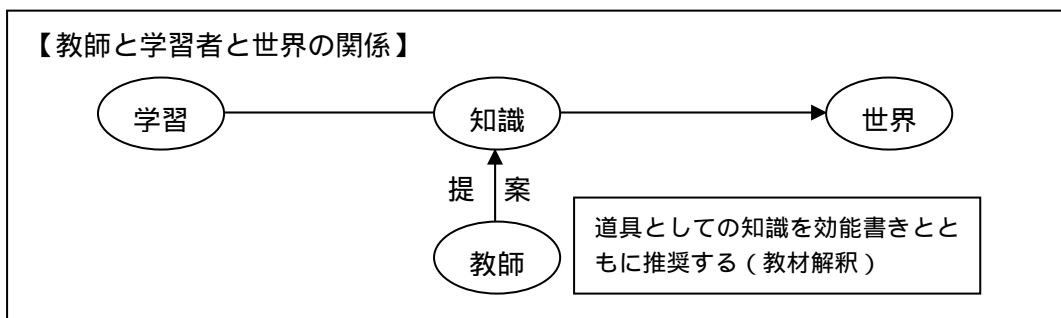 【教師と学習者と世界の関係】
学習 知識 世界
提 案
教師
道具としての知識を効能書きとと
もに推奨する（教材解釈）